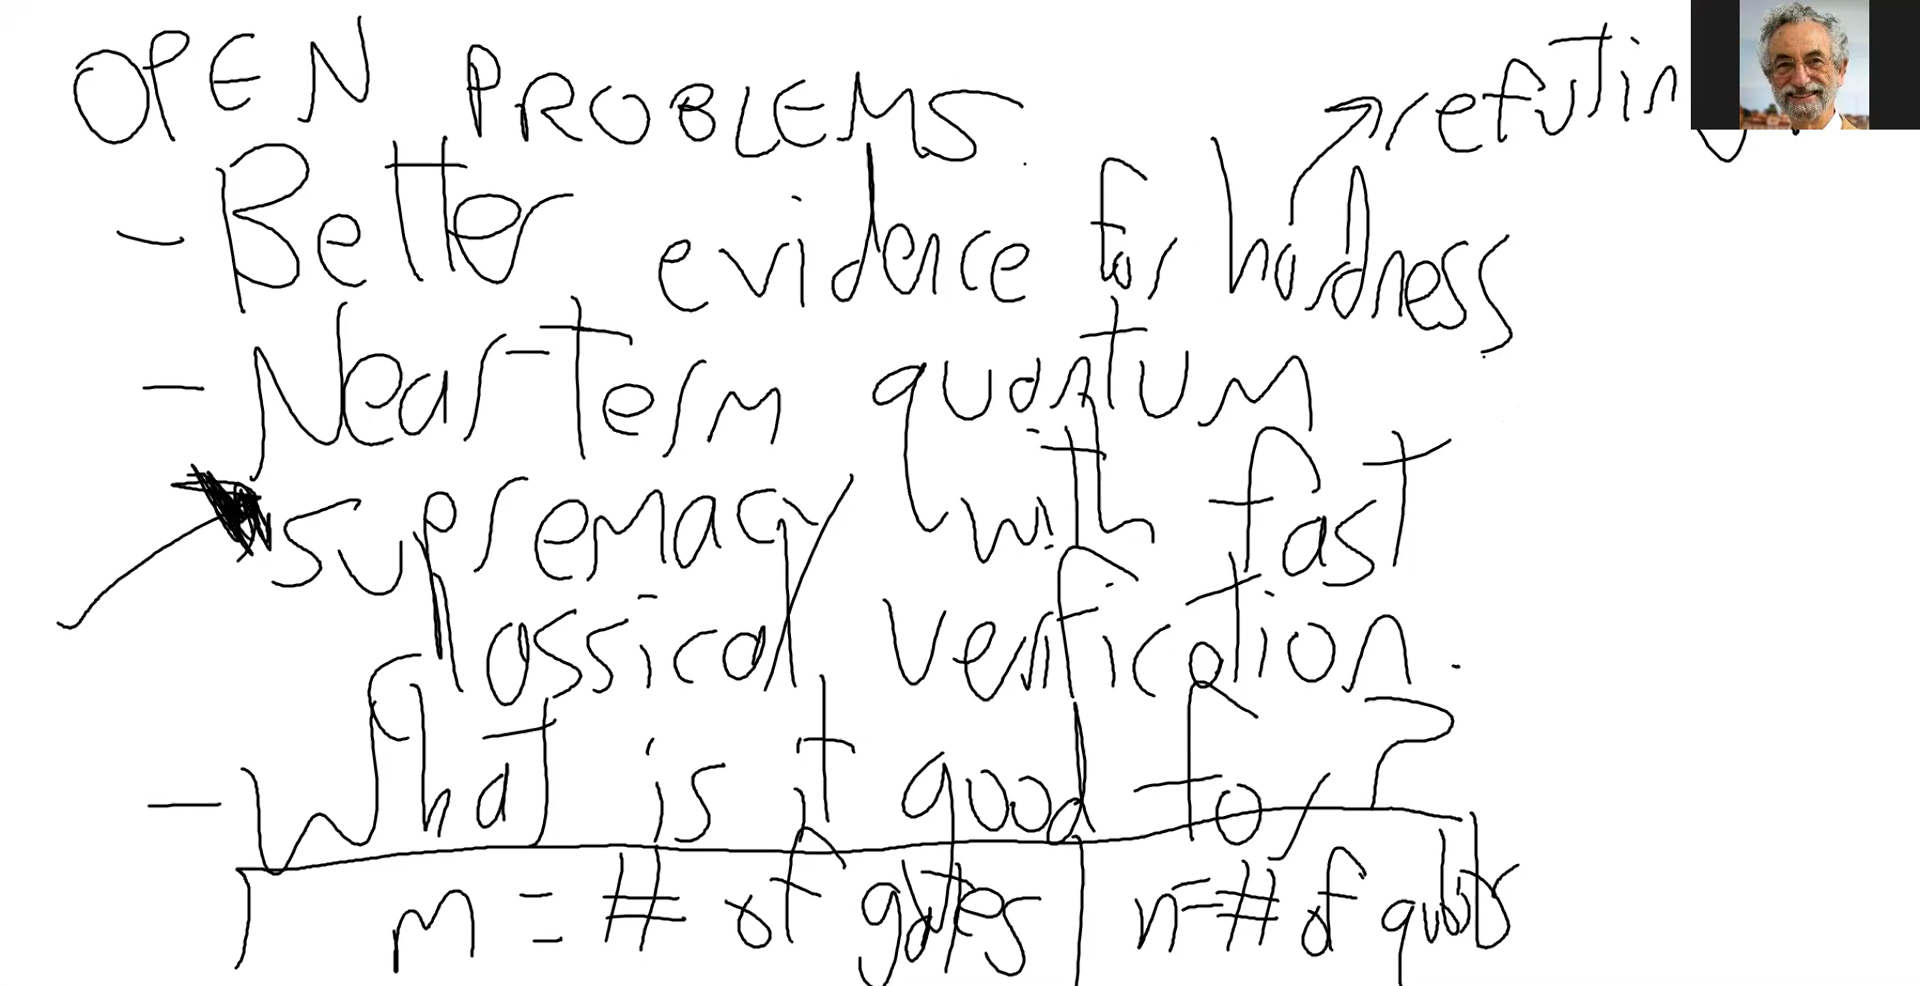 OPEN PROBLEMS.
→ refuting
- Better evidence for hardness
- Near-term quantum
supremacy with fast
classical verification.
- What is it good for?
m = # of gates n = # of qubits